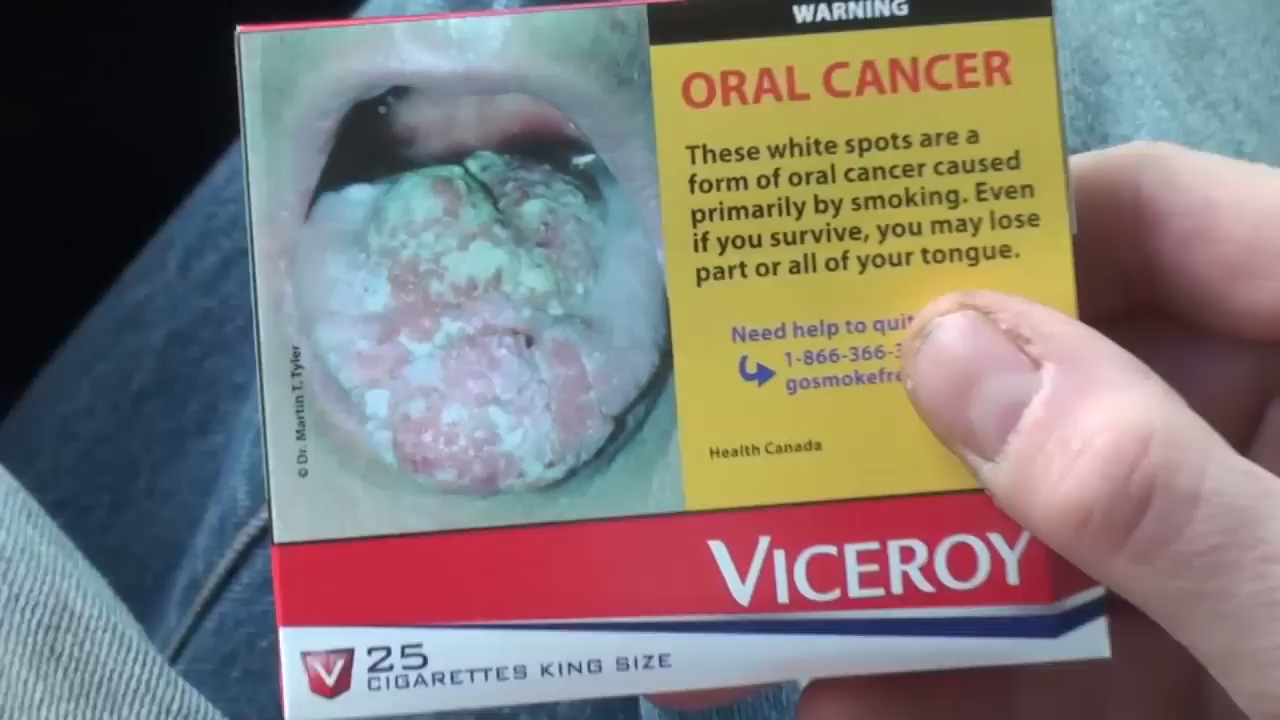 WARNING
ORAL CANCER
These white spots are a
form of oral cancer caused
primarily by smoking. Even
if you survive, you may lose
part or all of your tongue.
Need help to quit
1-866-366-
gosmokefre
Health Canada
© Dr. Martin T. Tyler
VICEROY
V
25
CIGARETTES KING SIZE